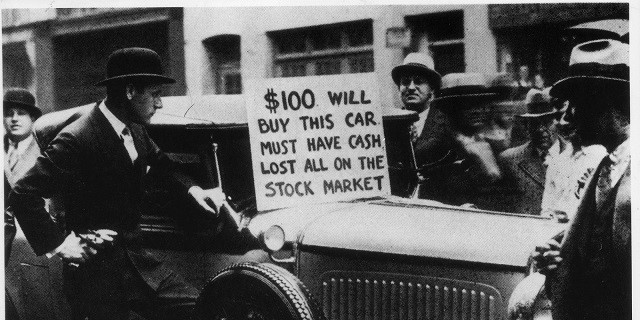 $100. WILL
BUY THIS CAR
MUST HAVE CASH
LOST ALL ON THE
STOCK MARKET